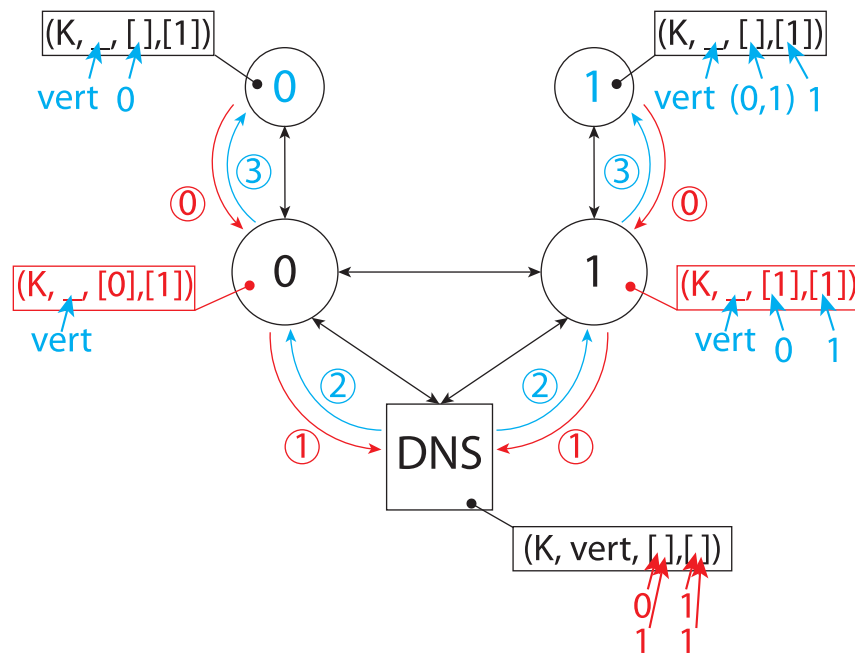 (K, _, [ ],[1])
vert 0
0
1
(K, _, [ ],[1])
vert (0,1) 1
3
0
3
0
(K, _, [0],[1])
vert
0
1
(K, _, [1],[1])
vert 0 1
2
1
2
1
DNS
(K, vert, [ ],[ ])
0 1
1 1